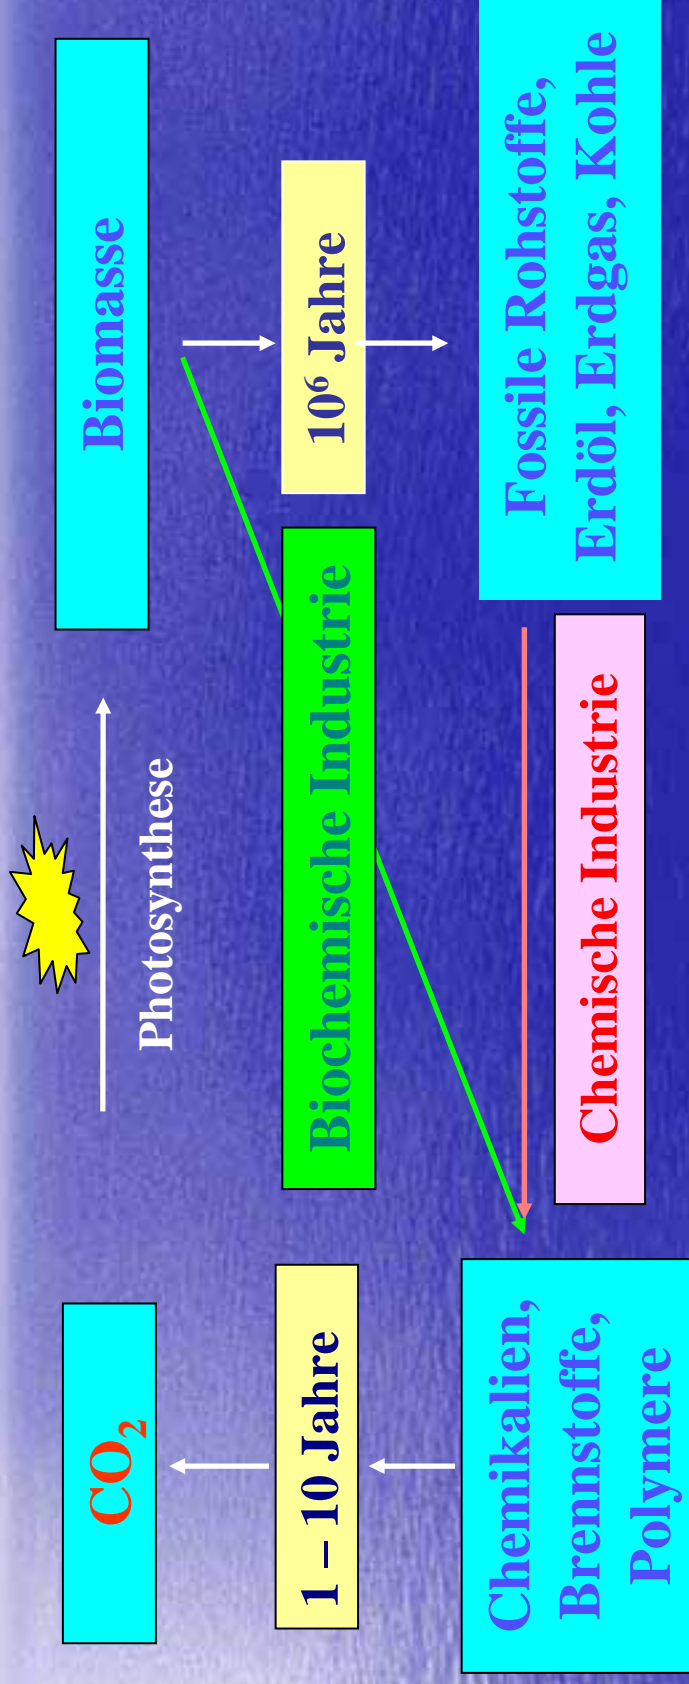 CO₂
Photosynthese
Biomasse
1 – 10 Jahre
Biochemische Industrie
10⁶ Jahre
Chemikalien,
Brennstoffe,
Polymere
Chemische Industrie
Fossile Rohstoffe,
Erdöl, Erdgas, Kohle